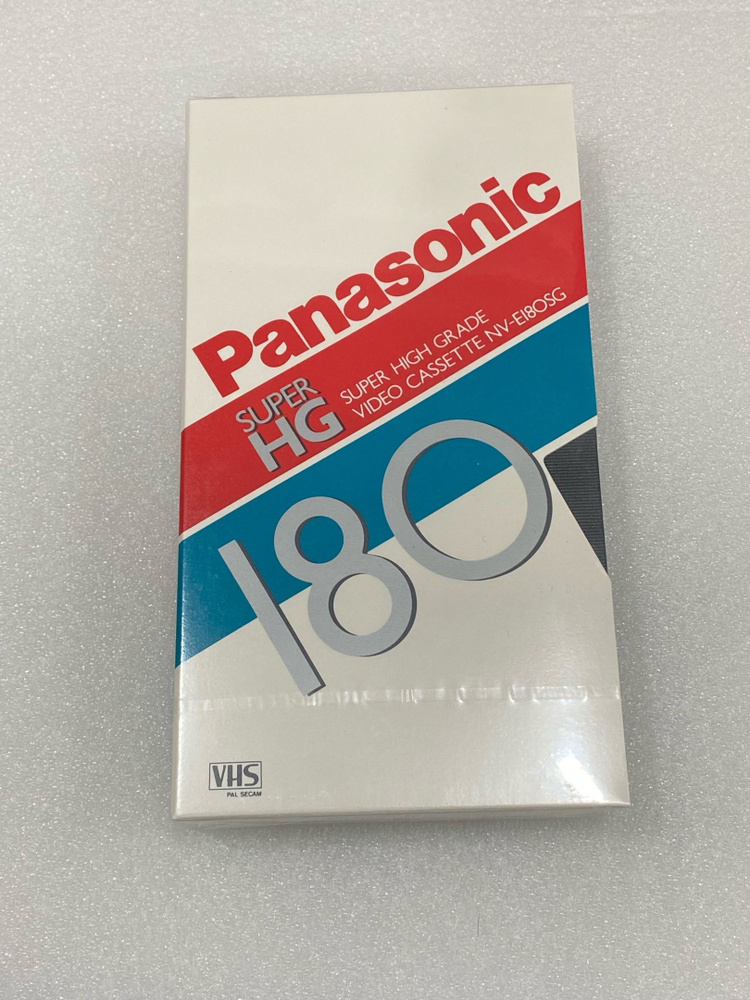 Panasonic
SUPER HG
SUPER HIGH GRADE
VIDEO CASSETTE NV-E180SG
180
VHS
PAL SECAM